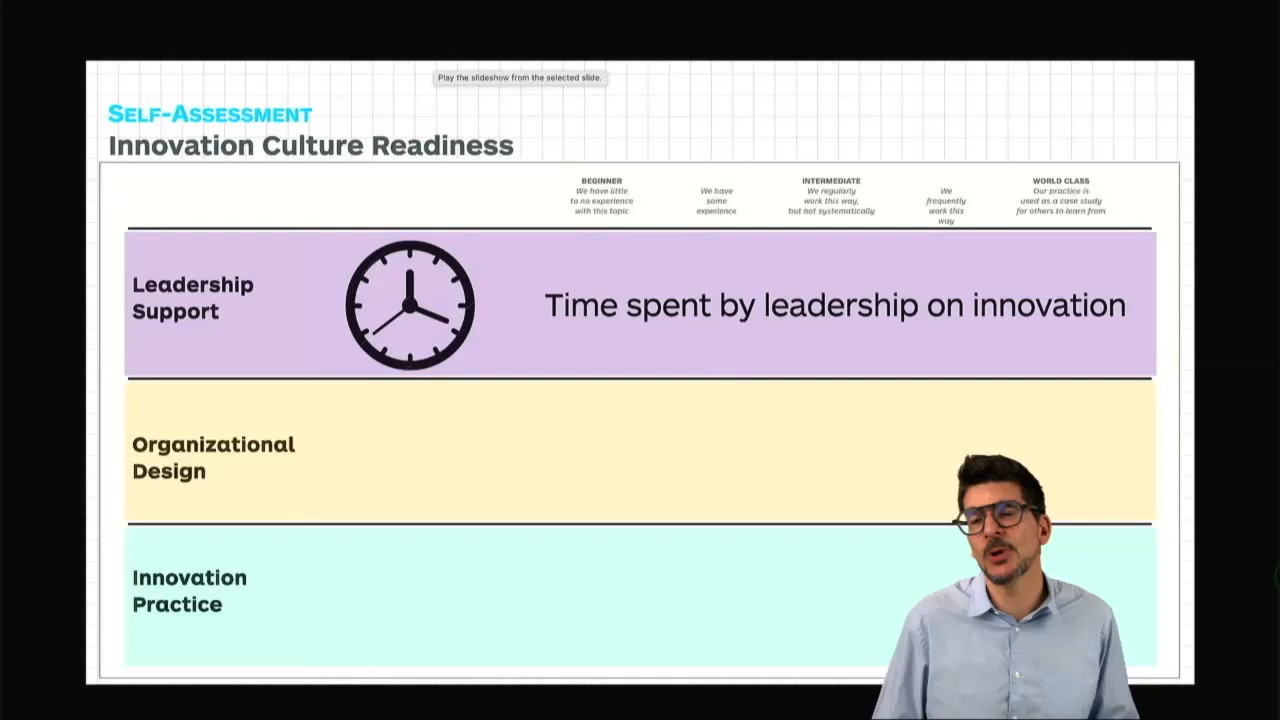 Play the slideshow from the selected slide.
SELF-ASSESSMENT
Innovation Culture Readiness
BEGINNER
We have little
to no experience
with this topic
We have
some
experience
INTERMEDIATE
We regularly
work this way,
but not systematically
We
frequently
work this
way
WORLD CLASS
Our practice is
used as a case study
for others to learn from
Leadership
Support
Time spent by leadership on innovation
Organizational
Design
Innovation
Practice